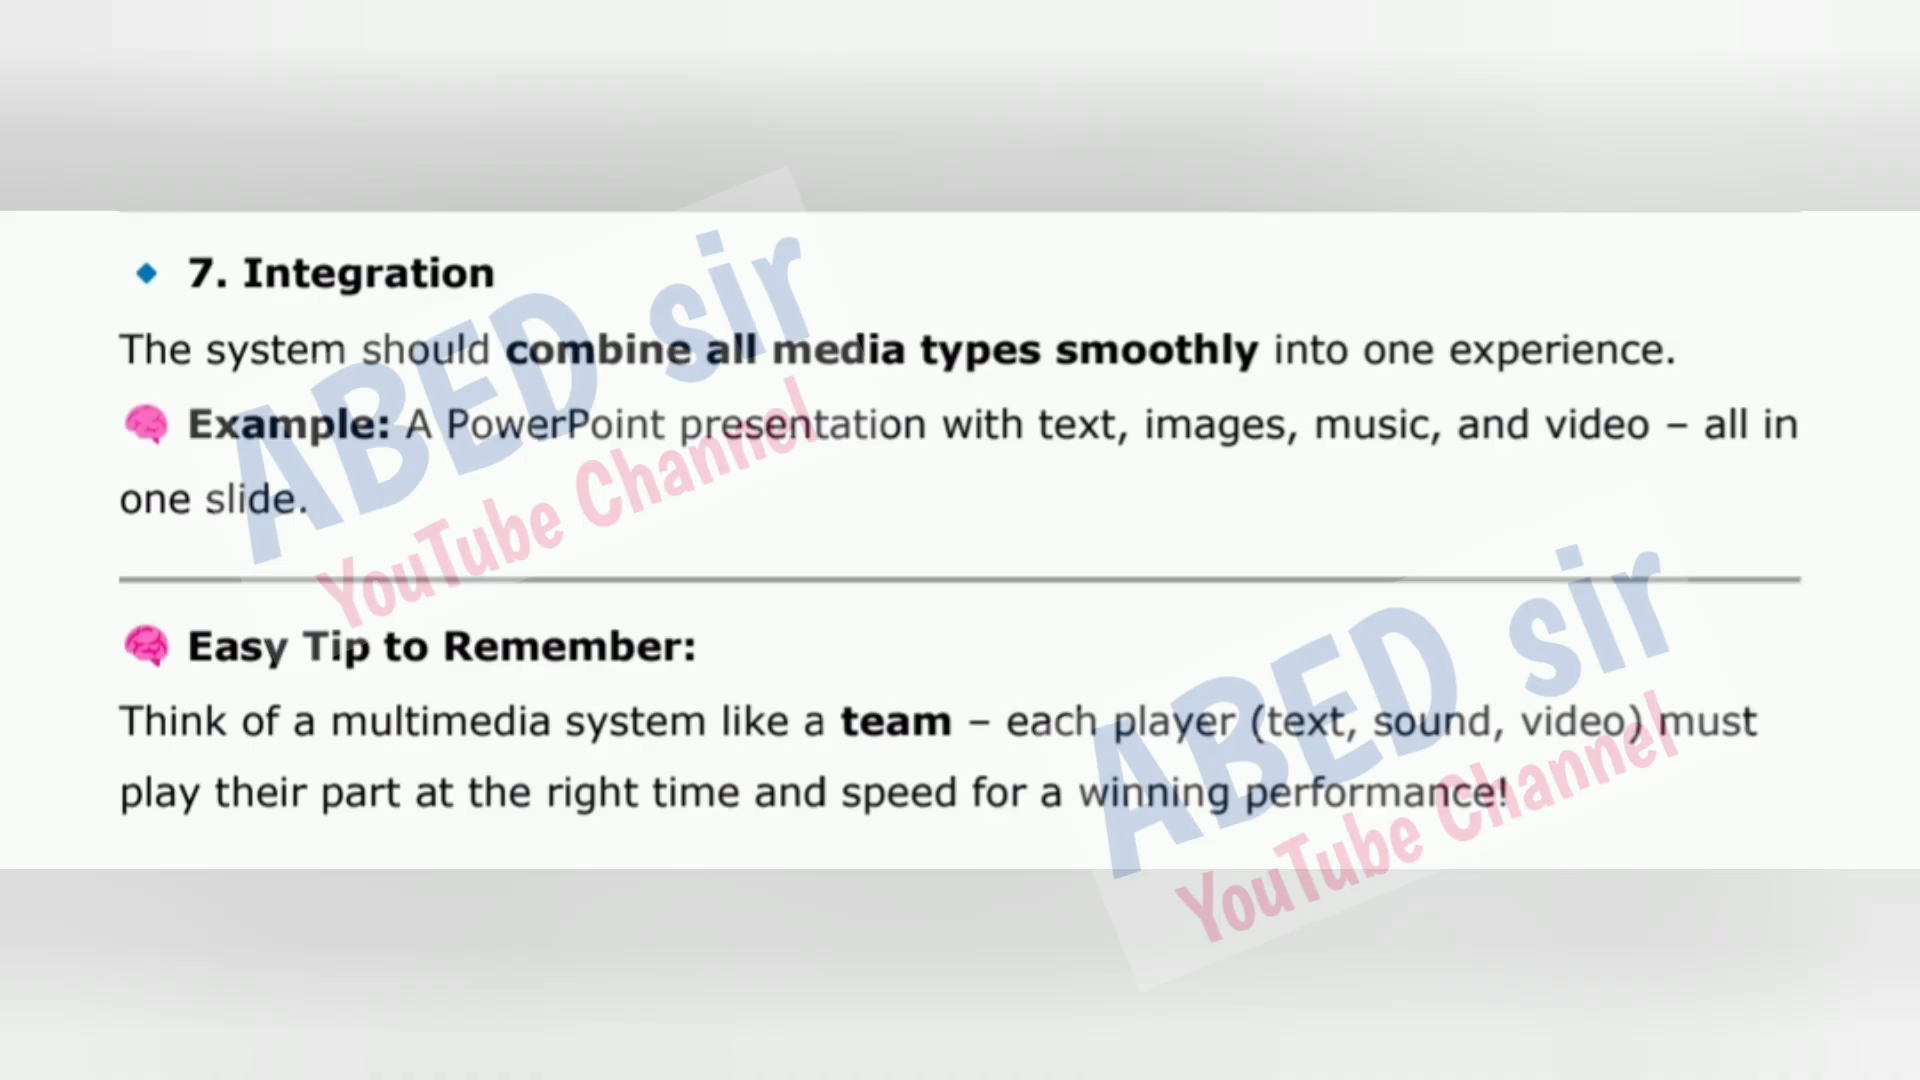 🔹 7. Integration
The system should combine all media types smoothly into one experience.
🧠 Example: A PowerPoint presentation with text, images, music, and video – all in
one slide.
🧠 Easy Tip to Remember:
Think of a multimedia system like a team – each player (text, sound, video) must
play their part at the right time and speed for a winning performance!
ABED sir
YouTube Channel
ABED sir
YouTube Channel